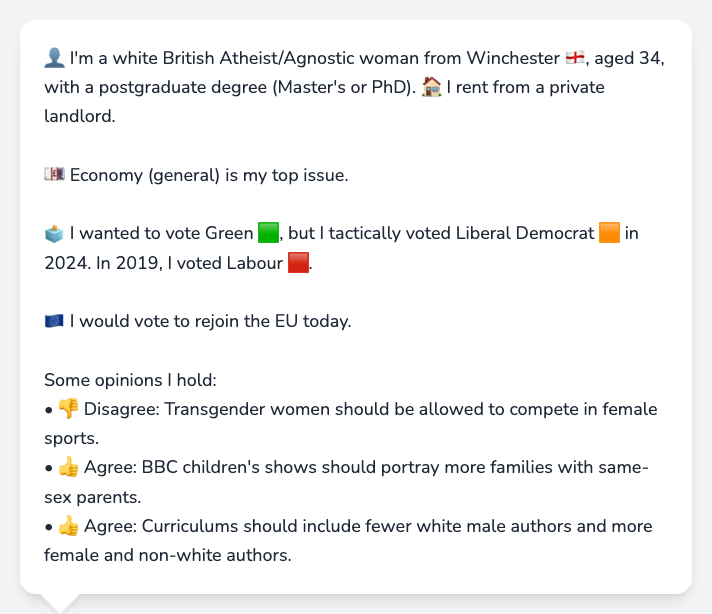 👤 I'm a white British Atheist/Agnostic woman from Winchester 🏴󠁧󠁢󠁥󠁮󠁧󠁿, aged 34,
with a postgraduate degree (Master's or PhD). 🏠 I rent from a private
landlord.
💷 Economy (general) is my top issue.
🗳️ I wanted to vote Green 🟩, but I tactically voted Liberal Democrat 🟧 in
2024. In 2019, I voted Labour 🟥.
🇪🇺 I would vote to rejoin the EU today.
Some opinions I hold:
• 👎 Disagree: Transgender women should be allowed to compete in female
sports.
• 👍 Agree: BBC children's shows should portray more families with same-
sex parents.
• 👍 Agree: Curriculums should include fewer white male authors and more
female and non-white authors.